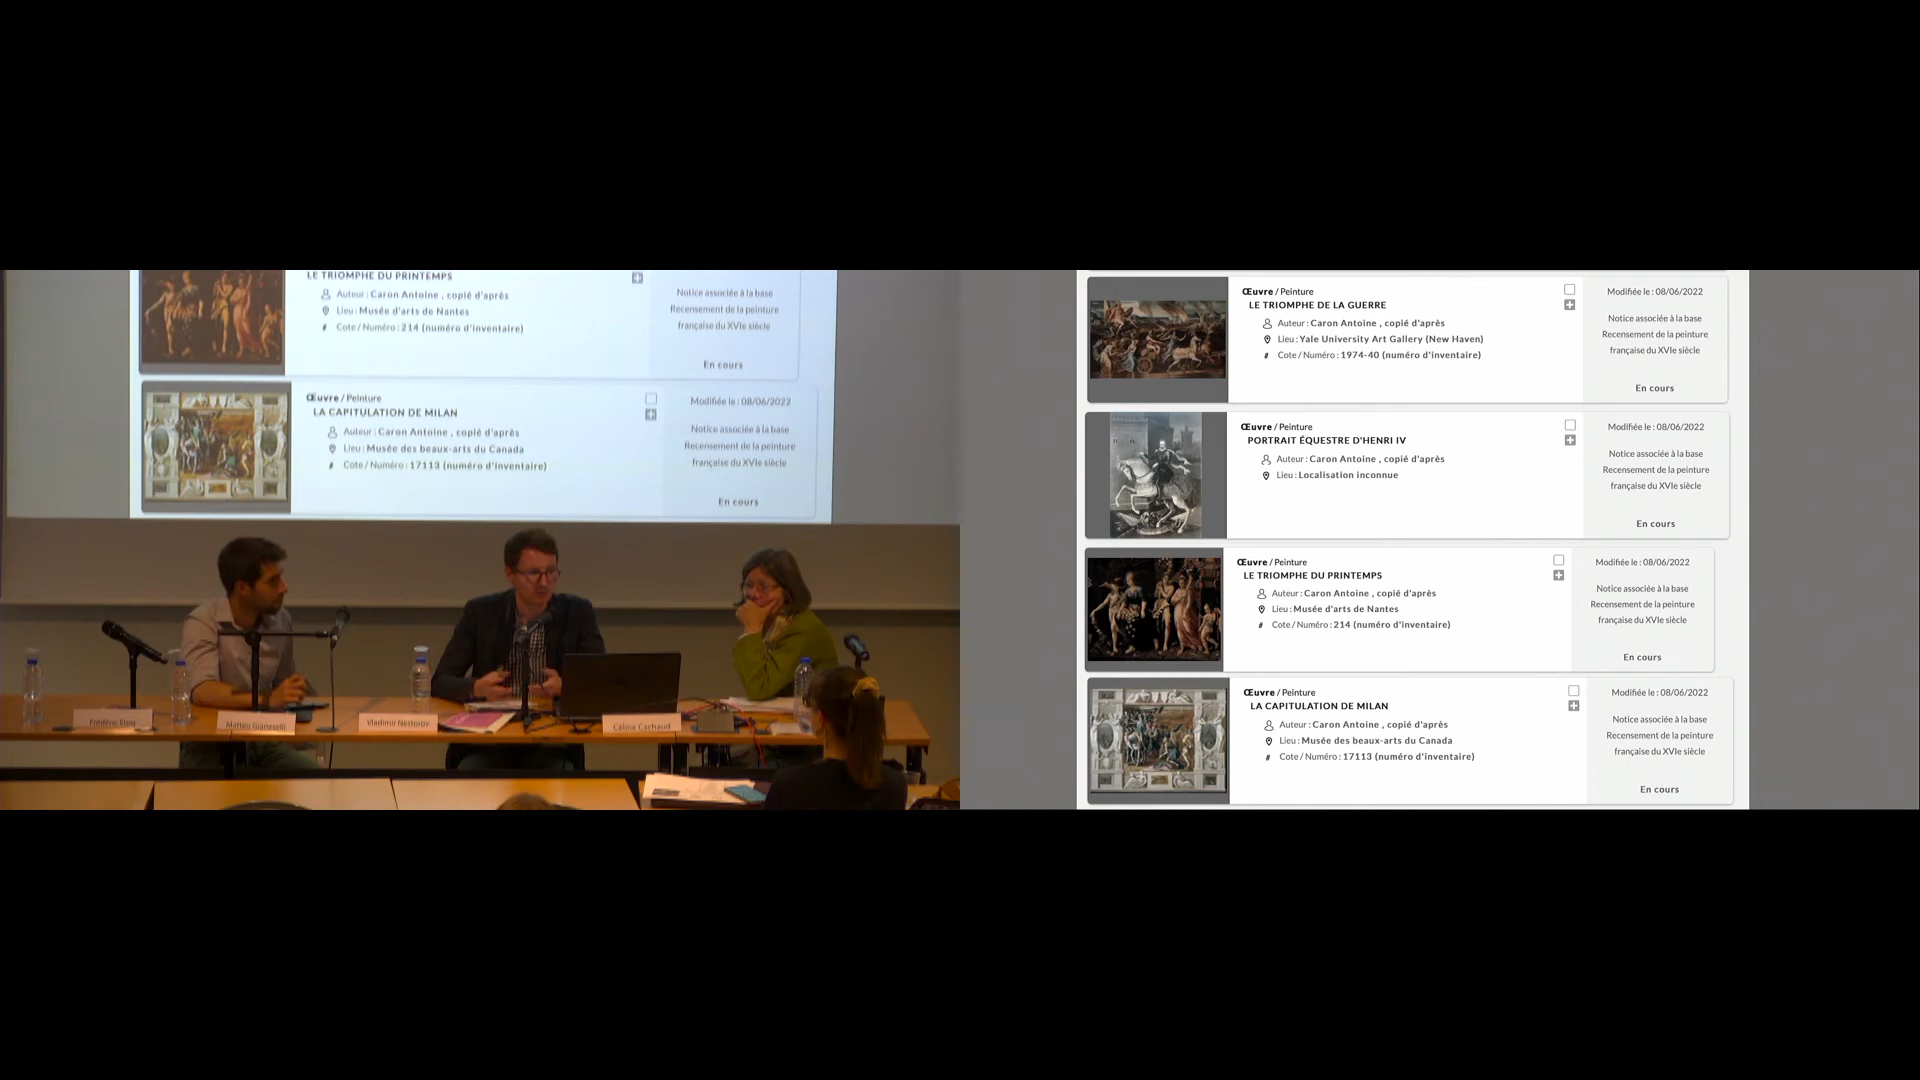 LE TRIOMPHE DU PRINTEMPS
Auteur : Caron Antoine , copié d'après
Lieu : Musée d'arts de Nantes
# Cote / Numéro : 214 (numéro d'inventaire)
Notice associée à la base
Recensement de la peinture
française du XVIe siècle
En cours
Œuvre / Peinture
LA CAPITULATION DE MILAN
Auteur : Caron Antoine , copié d'après
Lieu : Musée des beaux-arts du Canada
# Cote / Numéro : 17113 (numéro d'inventaire)
Modifiée le : 08/06/2022
Notice associée à la base
Recensement de la peinture
française du XVIe siècle
En cours
Matteo Gianeselli
Vladimir Nestorov
Céline Cachaud
Œuvre / Peinture
LE TRIOMPHE DE LA GUERRE
Auteur : Caron Antoine , copié d'après
Lieu : Yale University Art Gallery (New Haven)
# Cote / Numéro : 1974-40 (numéro d'inventaire)
Modifiée le : 08/06/2022
Notice associée à la base
Recensement de la peinture
française du XVIe siècle
En cours
Œuvre / Peinture
PORTRAIT ÉQUESTRE D'HENRI IV
Auteur : Caron Antoine , copié d'après
Lieu : Localisation inconnue
Modifiée le : 08/06/2022
Notice associée à la base
Recensement de la peinture
française du XVIe siècle
En cours
Œuvre / Peinture
LE TRIOMPHE DU PRINTEMPS
Auteur : Caron Antoine , copié d'après
Lieu : Musée d'arts de Nantes
# Cote / Numéro : 214 (numéro d'inventaire)
Modifiée le : 08/06/2022
Notice associée à la base
Recensement de la peinture
française du XVIe siècle
En cours
Œuvre / Peinture
LA CAPITULATION DE MILAN
Auteur : Caron Antoine , copié d'après
Lieu : Musée des beaux-arts du Canada
# Cote / Numéro : 17113 (numéro d'inventaire)
Modifiée le : 08/06/2022
Notice associée à la base
Recensement de la peinture
française du XVIe siècle
En cours